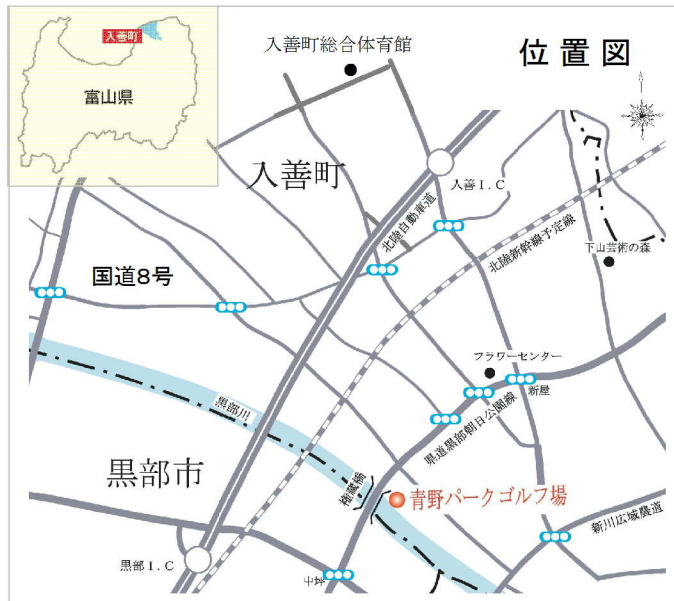 入善町
富山県
入善町総合体育館
位置図
入善町
入善I.C
北陸自動車道
北陸新幹線予定線
下山芸術の森
国道8号
フラワーセンター
新屋
黒部川
県道黒部朝日公園線
黒部市
権蔵橋
青野パークゴルフ場
新川広域農道
黒部I.C
中坪